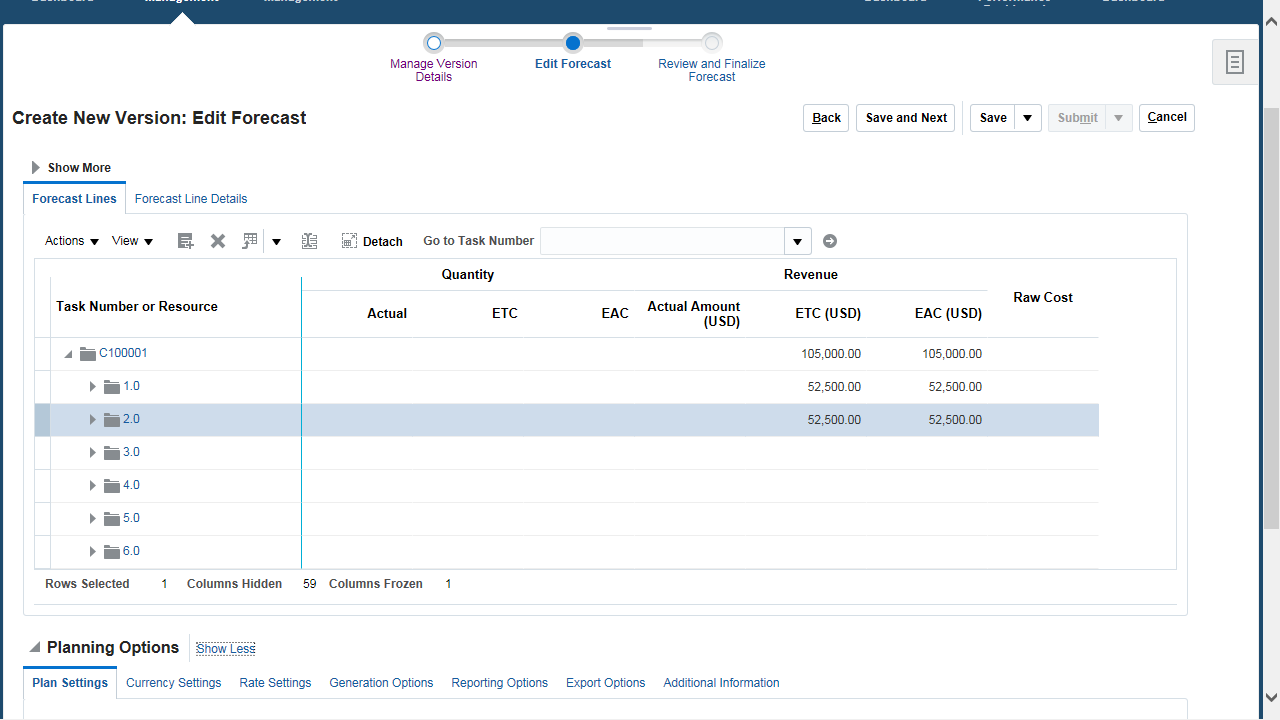 Manage Version Details
Edit Forecast
Review and Finalize Forecast
Create New Version: Edit Forecast
Back
Save and Next
Save
Submit
Cancel
Show More
Forecast Lines
Forecast Line Details
Actions
View
Detach
Go to Task Number
Quantity
Revenue
Task Number or Resource
Actual
ETC
EAC
Actual Amount (USD)
ETC (USD)
EAC (USD)
Raw Cost
C100001 105,000.00 105,000.00
1.0 52,500.00 52,500.00
2.0 52,500.00 52,500.00
3.0
4.0
5.0
6.0
Rows Selected 1 Columns Hidden 59 Columns Frozen 1
Planning Options
Show Less
Plan Settings
Currency Settings
Rate Settings
Generation Options
Reporting Options
Export Options
Additional Information